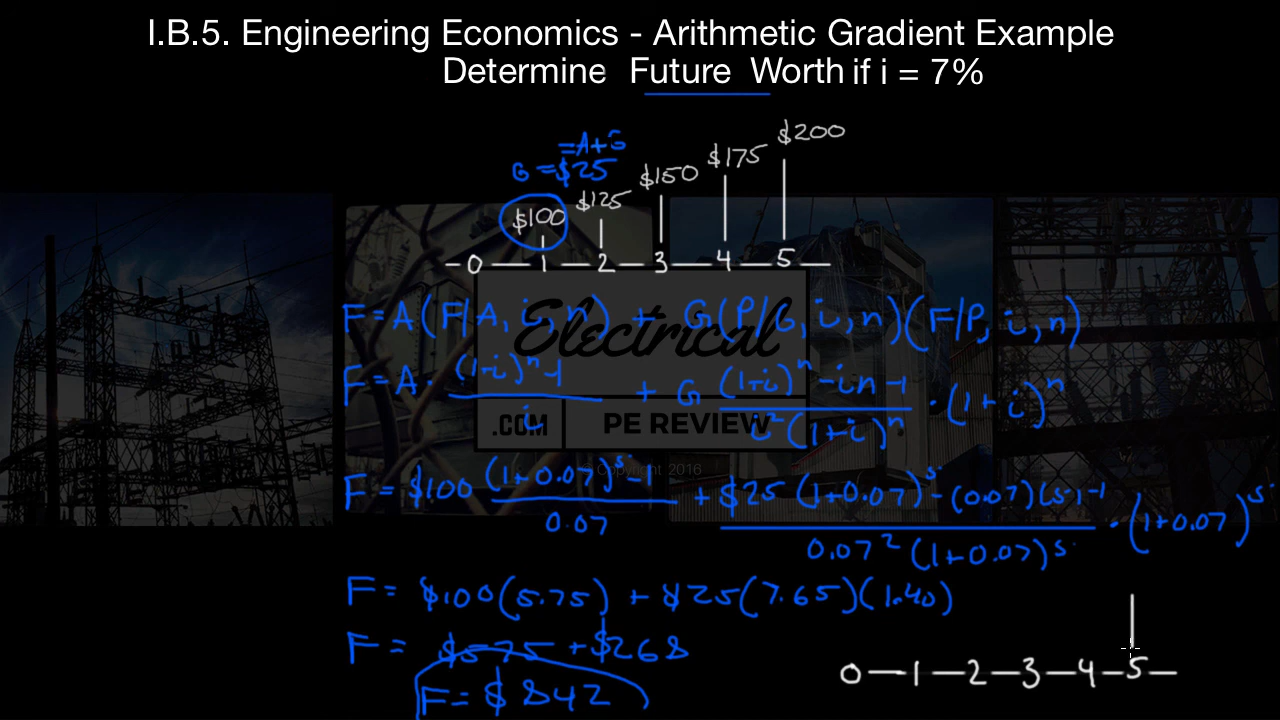 I.B.5. Engineering Economics - Arithmetic Gradient Example
Determine Future Worth if i = 7%
=A+G
G = $25
$100 $125 $150 $175 $200
0 — 1 — 2 — 3 — 4 — 5 —
F = A (F/A, i, n) + G(P/G, i, n)(F/P, i, n)
F = A · (1+i)^n -1 / i + G (1+i)^n - in -1 / i^2 (1+i)^n · (1+i)^n
Electrical
.COM PE REVIEW
© Copyright 2016
F = $100 (1+0.07)^5 -1 / 0.07 + $25 (1+0.07)^5 - (0.07)(5)-1 / 0.07^2 (1+0.07)^5 · (1+0.07)^5
F = $100(5.75) + $25(7.65)(1.40)
F = $575 + $268
F = $842
0 — 1 — 2 — 3 — 4 — 5 —